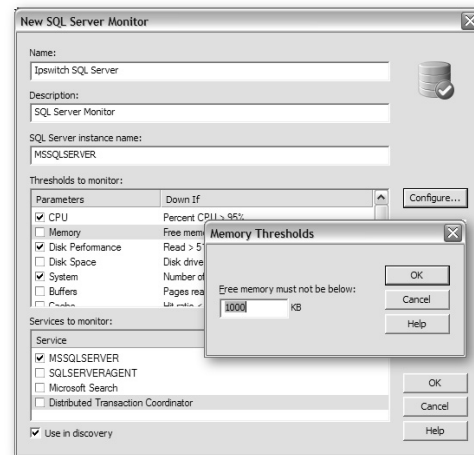 New SQL Server Monitor
Name:
Ipswitch SQL Server
Description:
SQL Server Monitor
SQL Server instance name:
MSSQLSERVER
Thresholds to monitor:
Parameters Down If
CPU Percent CPU > 95%
Configure...
Memory Free mem
Disk Performance Read > 5
Disk Space Disk drive
System Number of
Buffers Pages rea
Cache Hit ratio <
Memory Thresholds
Free memory must not be below:
1000 KB
OK
Cancel
Help
Services to monitor:
Service
MSSQLSERVER
SQLSERVERAGENT
Microsoft Search
Distributed Transaction Coordinator
Use in discovery
OK
Cancel
Help